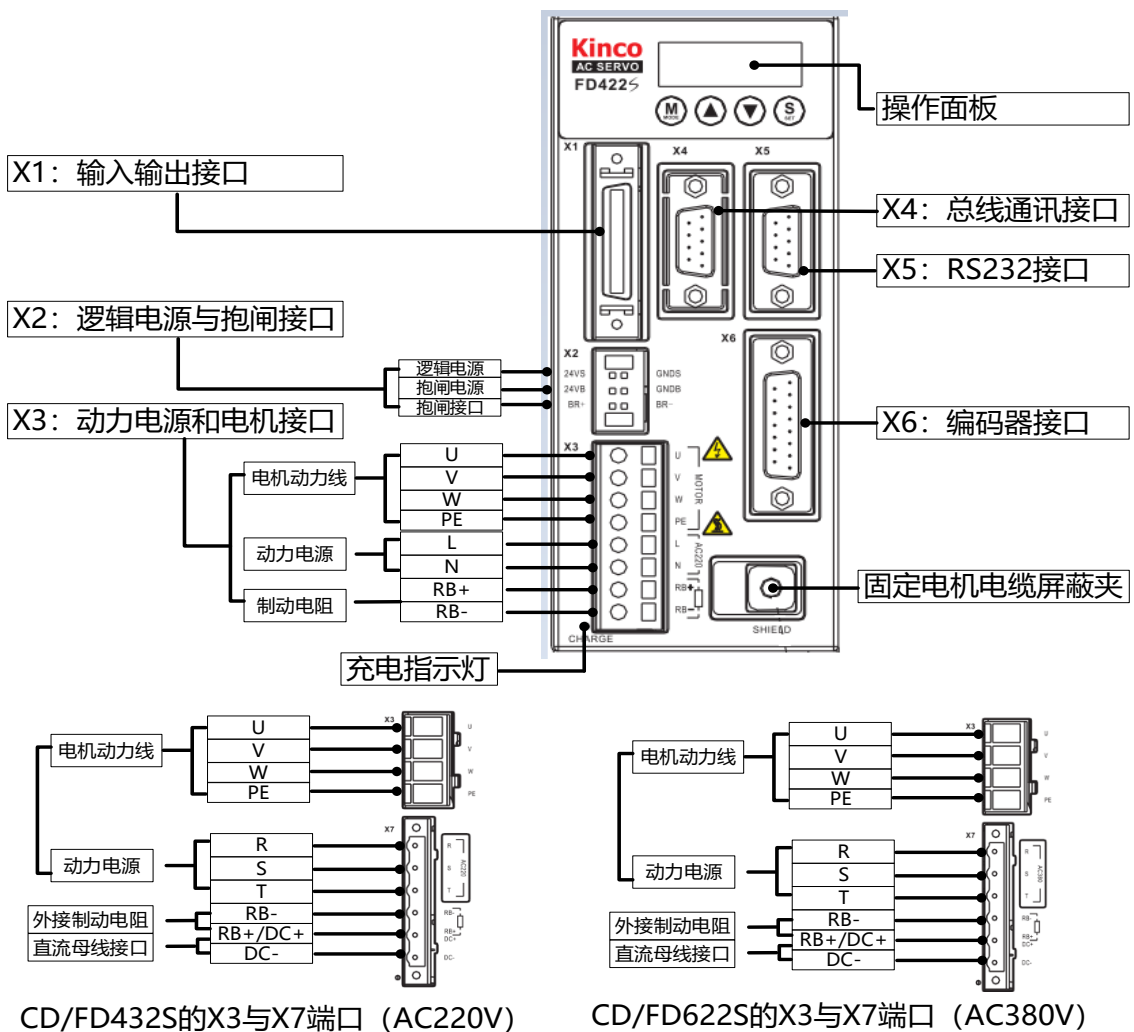 Kinco
AC SERVO
FD422S
M
MODE
S
SET
操作面板
X1
X4
X5
X1：输入输出接口
X4：总线通讯接口
X5：RS232接口
X2：逻辑电源与抱闸接口
X6
X2
逻辑电源
24VS
GNDS
抱闸电源
24VB
GNDB
抱闸接口
BR+
BR-
X3：动力电源和电机接口
X6：编码器接口
X3
电机动力线
U
V
W
PE
U
V
W
PE
MOTOR
动力电源
L
N
L
N
AC220
制动电阻
RB+
RB-
RB+
RB-
固定电机电缆屏蔽夹
SHIELD
CHARGE
充电指示灯
电机动力线
U
V
W
PE
X3
U
V
W
PE
动力电源
R
S
T
X7
R
S
T
AC220
外接制动电阻
直流母线接口
RB-
RB+/DC+
DC-
RB-
RB+
DC+
DC-
CD/FD432S的X3与X7端口（AC220V）
电机动力线
U
V
W
PE
X3
U
V
W
PE
动力电源
R
S
T
X7
R
S
T
AC380
外接制动电阻
直流母线接口
RB-
RB+/DC+
DC-
RB-
RB+
DC+
DC-
CD/FD622S的X3与X7端口（AC380V）